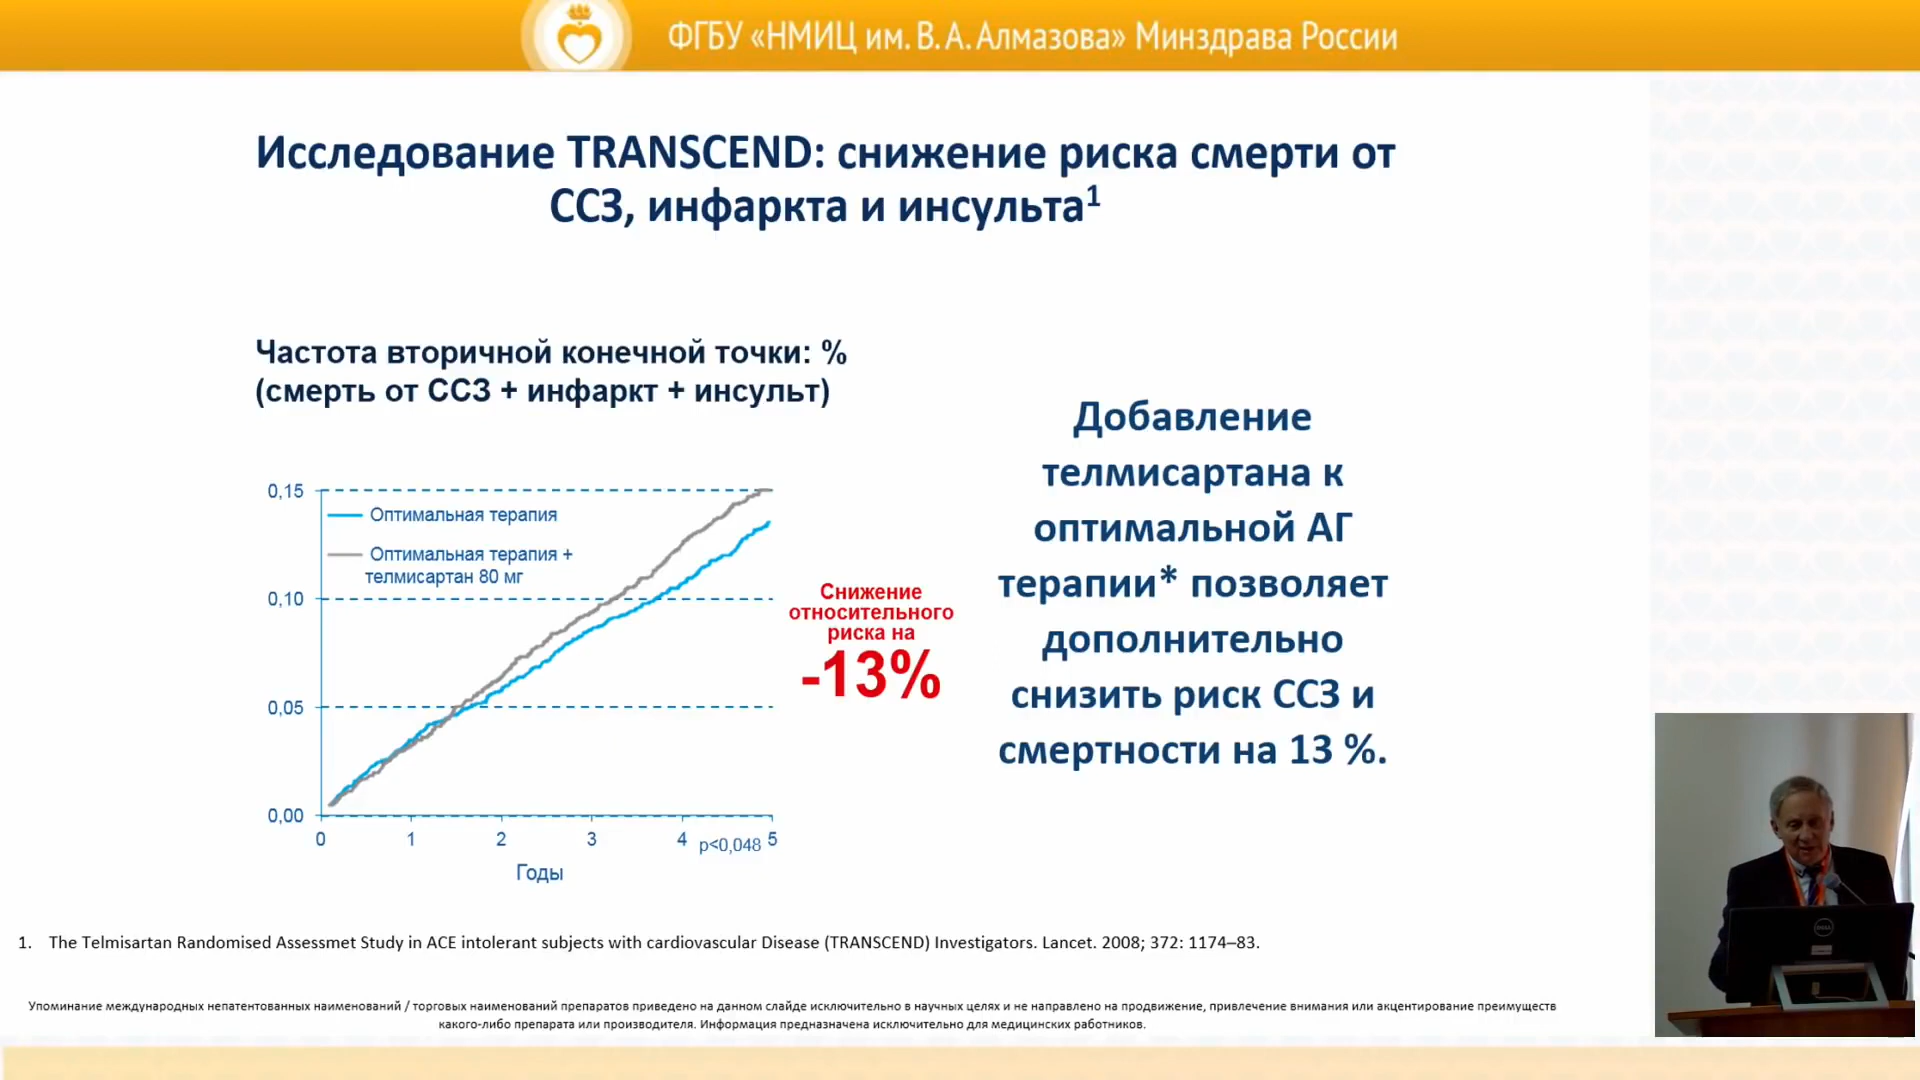 ФГБУ «НМИЦ им. В. А. Алмазова» Минздрава России
Исследование TRANSCEND: снижение риска смерти от
ССЗ, инфаркта и инсульта¹
Частота вторичной конечной точки: %
(смерть от ССЗ + инфаркт + инсульт)
0,15
Оптимальная терапия
Оптимальная терапия +
телмисартан 80 мг
0,10
0,05
0,00
0 1 2 3 4 p<0,048 5
Годы
Снижение
относительного
риска на
-13%
Добавление
телмисартана к
оптимальной АГ
терапии* позволяет
дополнительно
снизить риск ССЗ и
смертности на 13 %.
1. The Telmisartan Randomised Assessmet Study in ACE intolerant subjects with cardiovascular Disease (TRANSCEND) Investigators. Lancet. 2008; 372: 1174–83.
Упоминание международных непатентованных наименований / торговых наименований препаратов приведено на данном слайде исключительно в научных целях и не направлено на продвижение, привлечение внимания или акцентирование преимуществ
какого-либо препарата или производителя. Информация предназначена исключительно для медицинских работников.
DELL